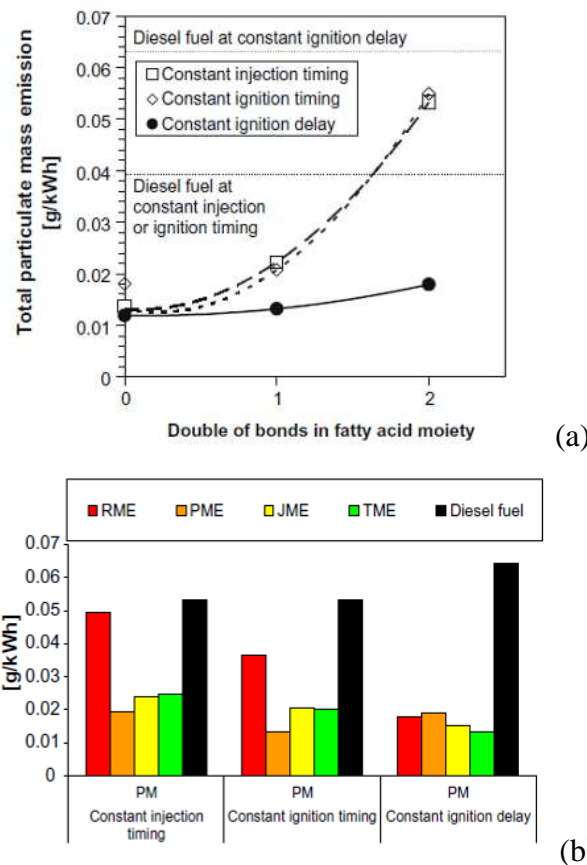 0.07
Diesel fuel at constant ignition delay
0.06
Constant injection timing
Constant ignition timing
Constant ignition delay
0.05
0.04
Diesel fuel at
constant injection
or ignition timing
0.03
0.02
0.01
0
0 1 2
Total particulate mass emission
[g/kWh]
Double of bonds in fatty acid moiety
(a)
RME PME JME TME Diesel fuel
0.07
0.06
0.05
0.04
0.03
0.02
0.01
0
[g/kWh]
PM PM PM
Constant injection timing
Constant ignition timing
Constant ignition delay
(b